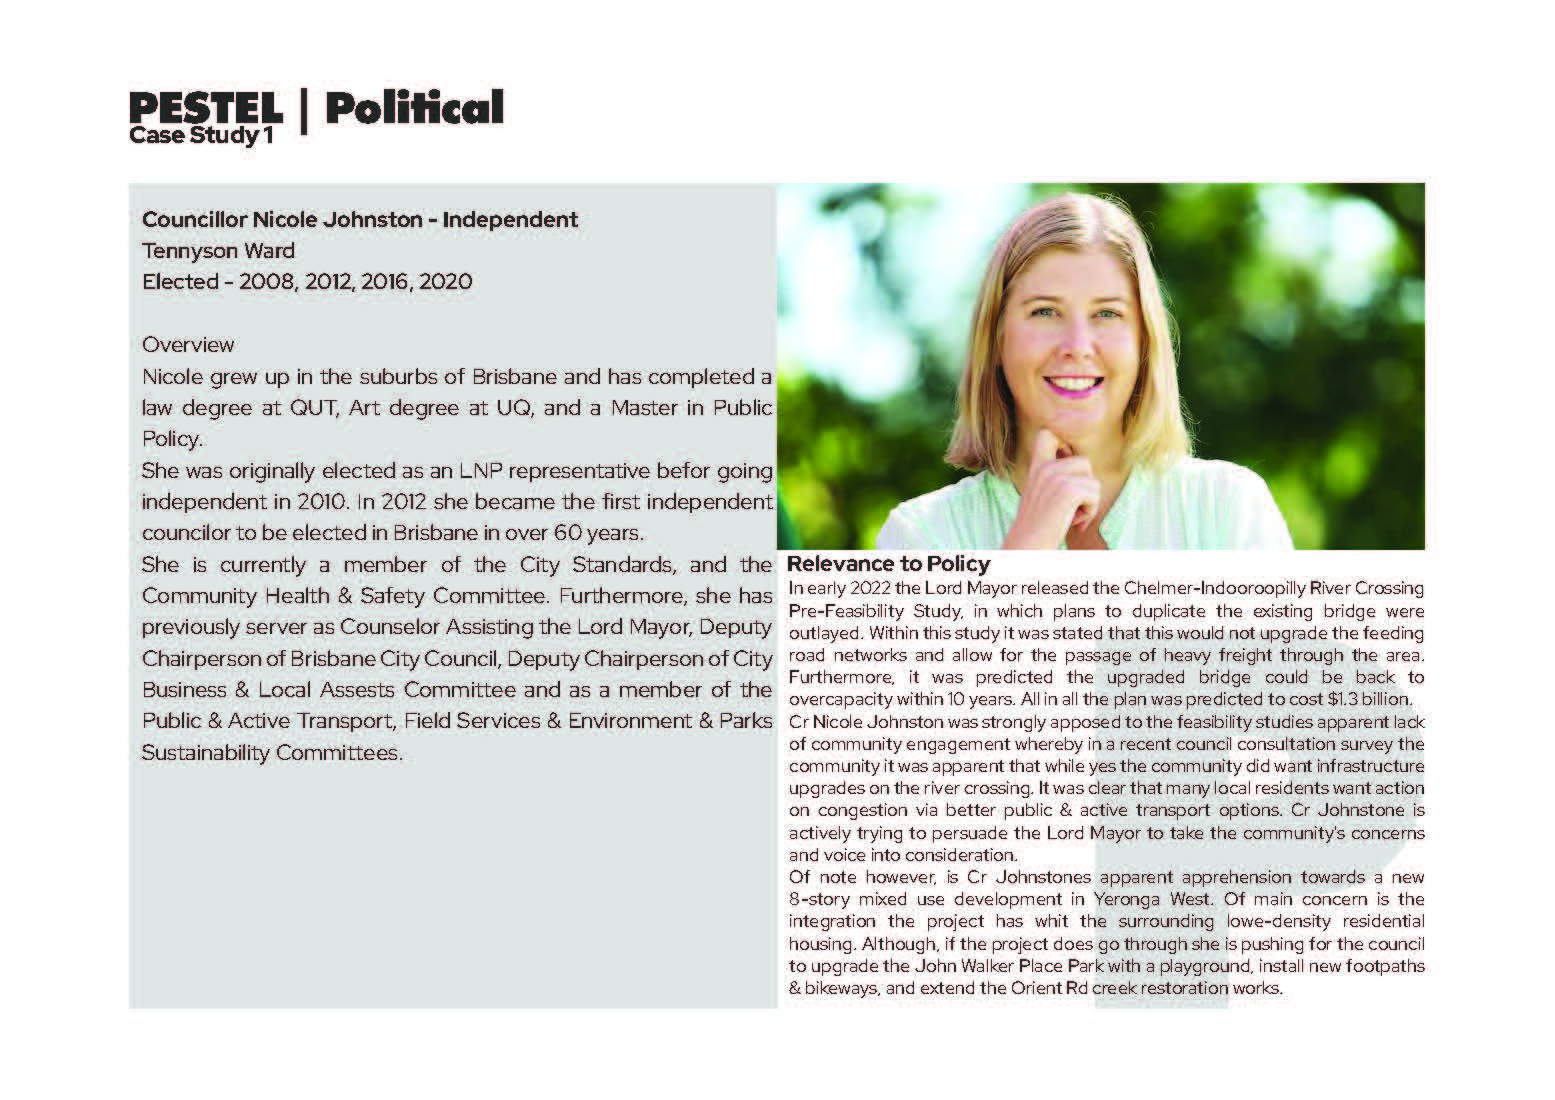 PESTEL | Political
Case Study 1
Councillor Nicole Johnston - Independent
Tennyson Ward
Elected - 2008, 2012, 2016, 2020
Overview
Nicole grew up in the suburbs of Brisbane and has completed a
law degree at QUT, Art degree at UQ, and a Master in Public
Policy.
She was originally elected as an LNP representative befor going
independent in 2010. In 2012 she became the first independent
councilor to be elected in Brisbane in over 60 years.
She is currently a member of the City Standards, and the
Community Health & Safety Committee. Furthermore, she has
previously server as Counselor Assisting the Lord Mayor, Deputy
Chairperson of Brisbane City Council, Deputy Chairperson of City
Business & Local Assests Committee and as a member of the
Public & Active Transport, Field Services & Environment & Parks
Sustainability Committees.
Relevance to Policy
In early 2022 the Lord Mayor released the Chelmer-Indooroopilly River Crossing
Pre-Feasibility Study, in which plans to duplicate the existing bridge were
outlayed. Within this study it was stated that this would not upgrade the feeding
road networks and allow for the passage of heavy freight through the area.
Furthermore, it was predicted the upgraded bridge could be back to
overcapacity within 10 years. All in all the plan was predicted to cost $1.3 billion.
Cr Nicole Johnston was strongly apposed to the feasibility studies apparent lack
of community engagement whereby in a recent council consultation survey the
community it was apparent that while yes the community did want infrastructure
upgrades on the river crossing. It was clear that many local residents want action
on congestion via better public & active transport options. Cr Johnstone is
actively trying to persuade the Lord Mayor to take the community's concerns
and voice into consideration.
Of note however, is Cr Johnstones apparent apprehension towards a new
8-story mixed use development in Yeronga West. Of main concern is the
integration the project has whit the surrounding lowe-density residential
housing. Although, if the project does go through she is pushing for the council
to upgrade the John Walker Place Park with a playground, install new footpaths
& bikeways, and extend the Orient Rd creek restoration works.